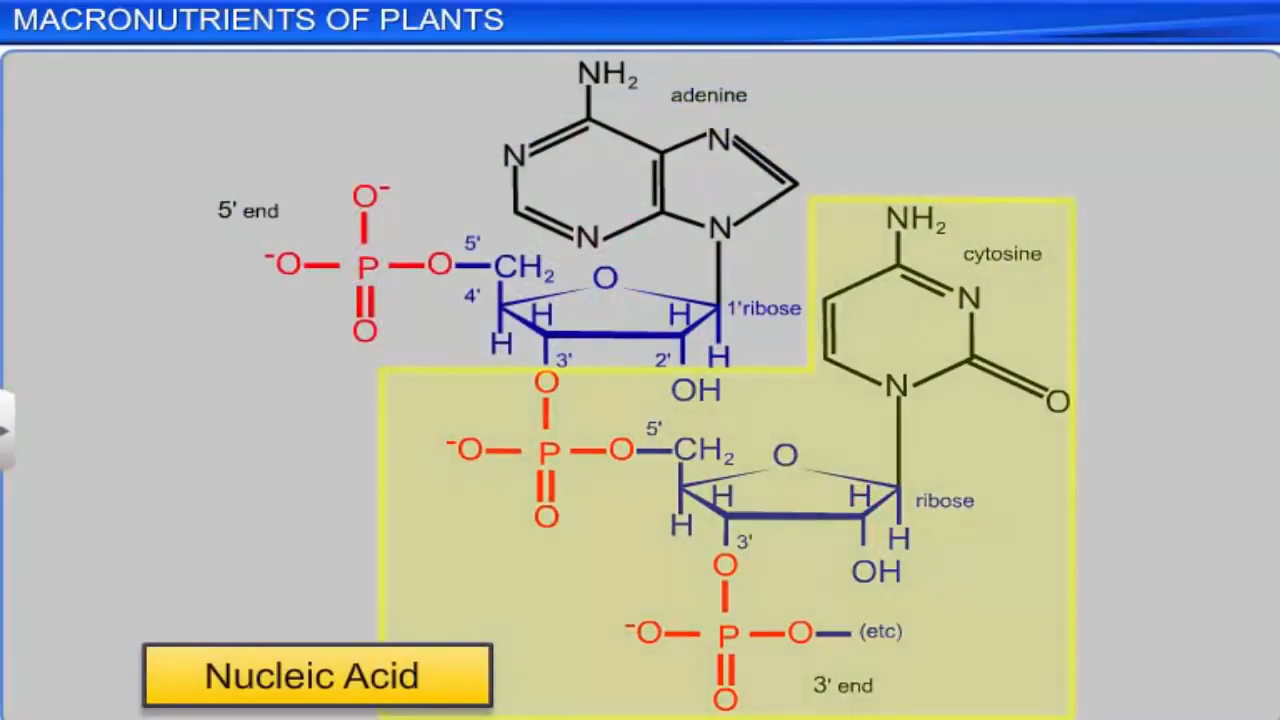 MACRONUTRIENTS OF PLANTS
NH₂
adenine
N
N
O⁻
5' end
NH₂
N
N
cytosine
⁻O
P
O
5'
CH₂
O
N
4'
H
H
1'ribose
O
H
3'
2'
H
O
OH
N
O
5'
⁻O
P
O
CH₂
O
H
H
ribose
O
H
3'
H
O
OH
⁻O
P
O
(etc)
Nucleic Acid
3' end
O